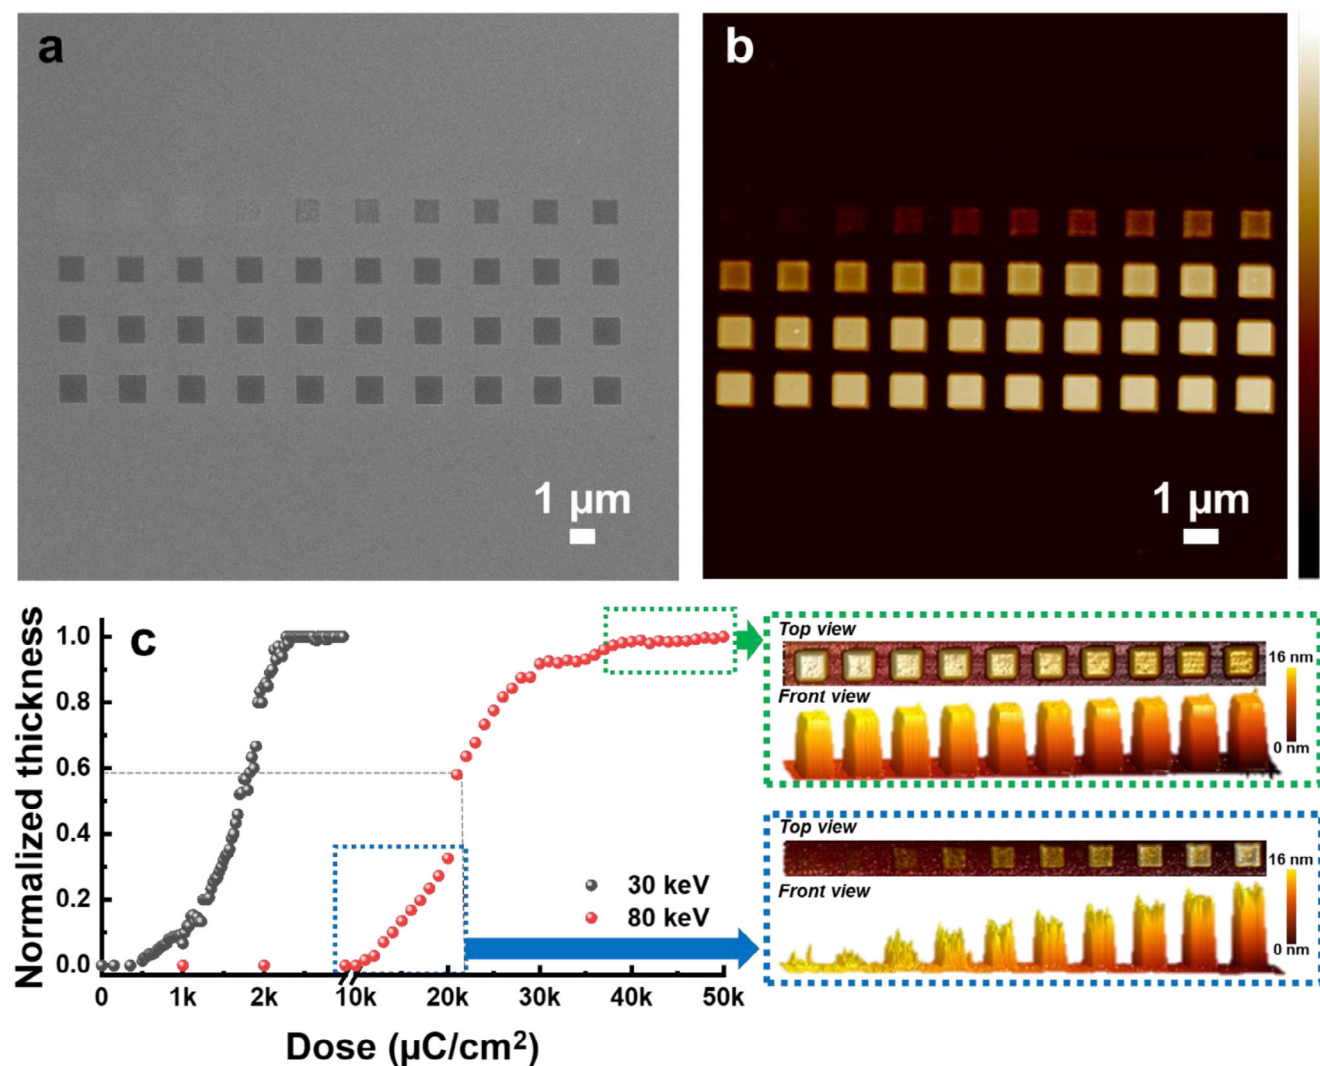 a
b
1 µm
1 µm
c
Normalized thickness
1.0
0.8
0.6
0.4
0.2
0.0
0
1k
2k
10k
20k
30k
40k
50k
Dose (µC/cm²)
30 keV
80 keV
Top view
16 nm
Front view
0 nm
Top view
16 nm
Front view
0 nm